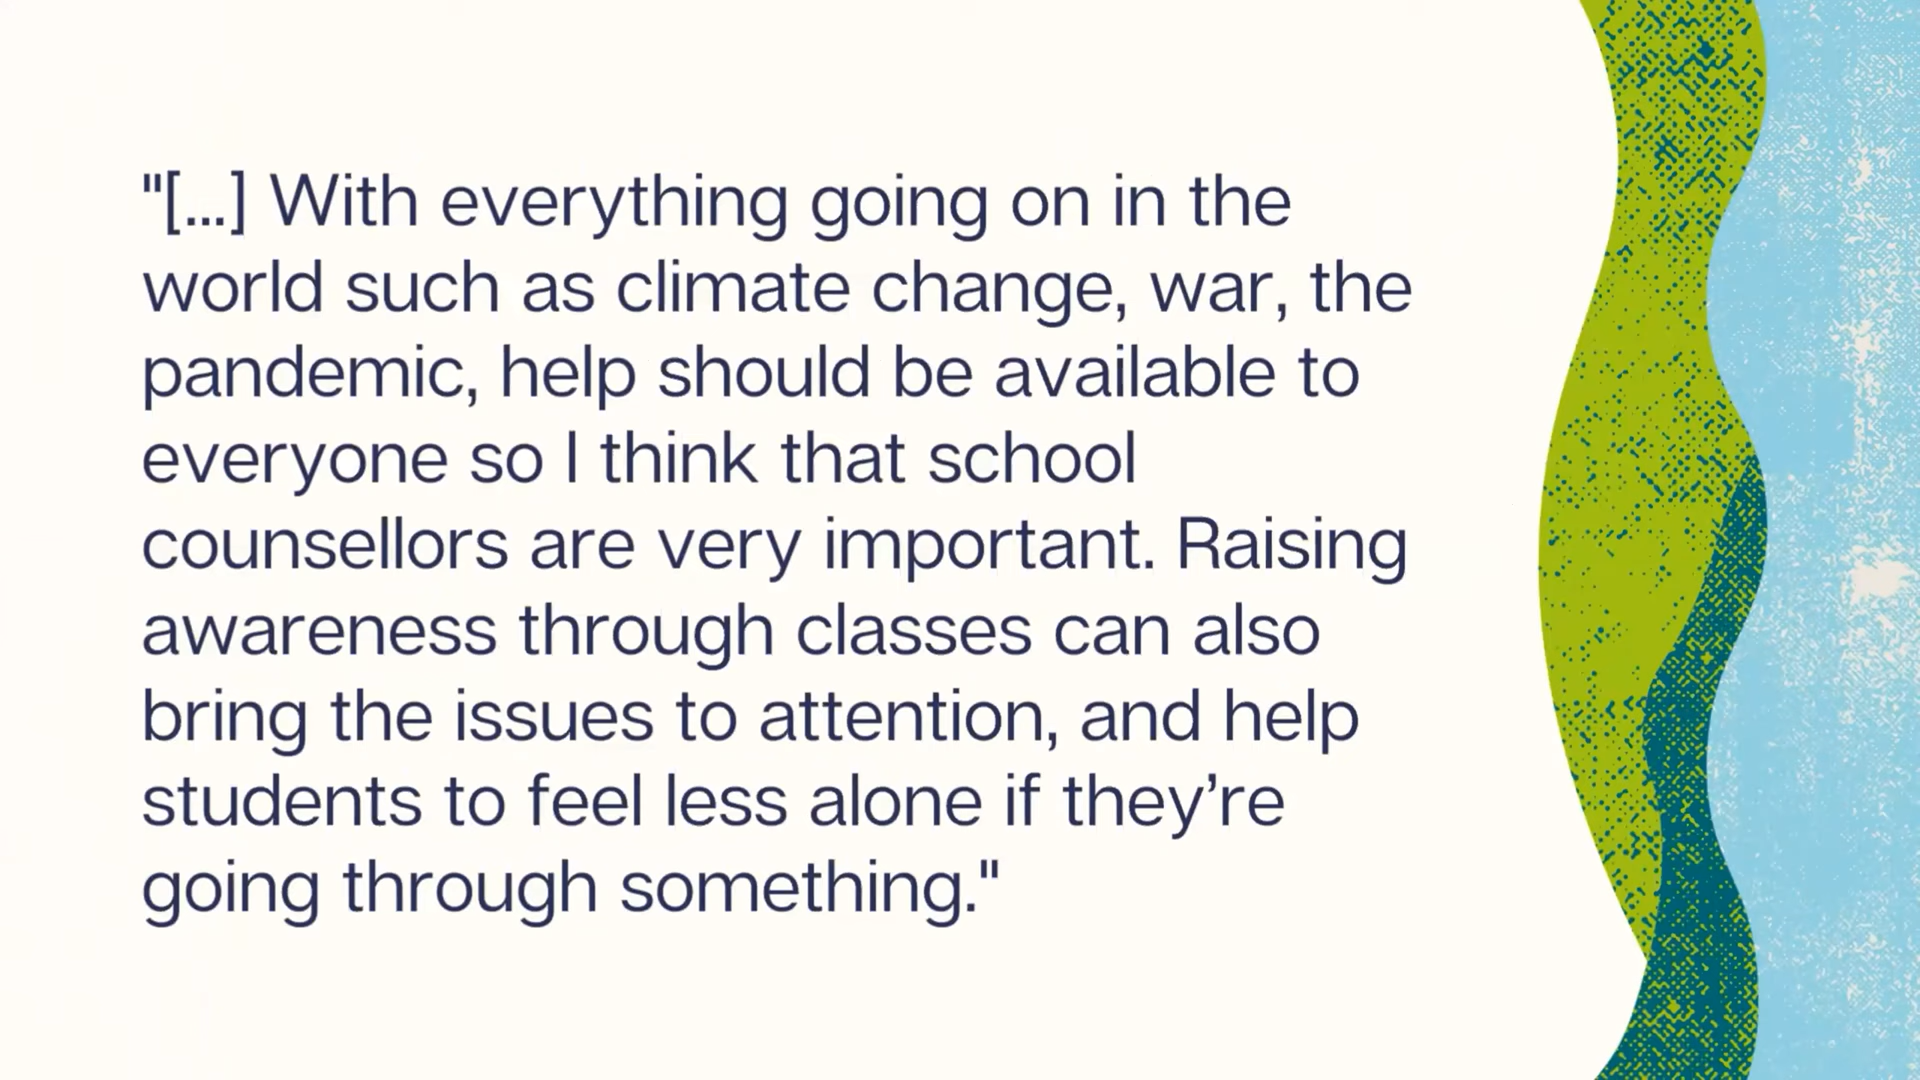 "[...] With everything going on in the
world such as climate change, war, the
pandemic, help should be available to
everyone so I think that school
counsellors are very important. Raising
awareness through classes can also
bring the issues to attention, and help
students to feel less alone if they’re
going through something."